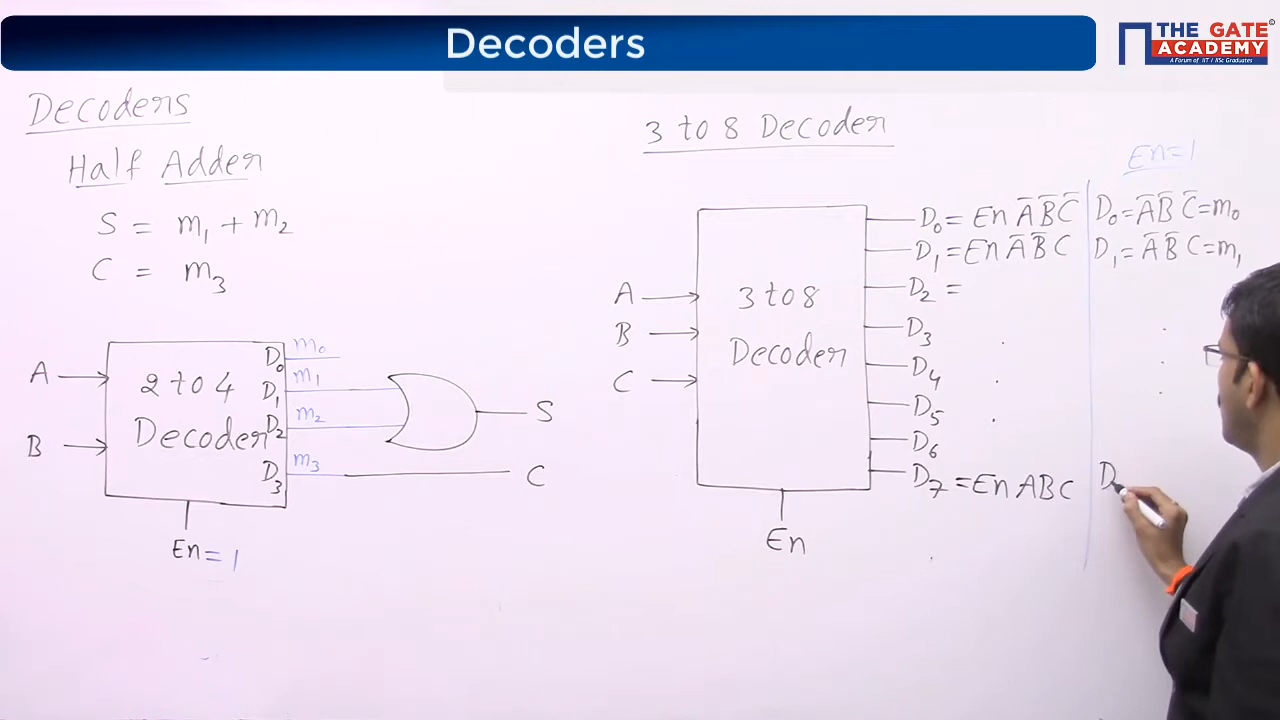 Decoders
THE GATE
ACADEMY
A Forum of IIT / IISc Graduates
©
Decoders
Half Adder
S = m₁ + m₂
C = m₃
A
B
2 to 4
Decoder
D₀
D₁
D₂
D₃
m₀
m₁
m₂
m₃
S
C
En = 1
3 to 8 Decoder
A
B
C
3 to 8
Decoder
En
En=1
D₀ = En A̅ B̅ C̅
D₀ = A̅ B̅ C̅ = m₀
D₁ = En A̅ B̅ C
D₁ = A̅ B̅ C = m₁
D₂ =
D₃
D₄
D₅
D₆
D₇ = En A B C
D